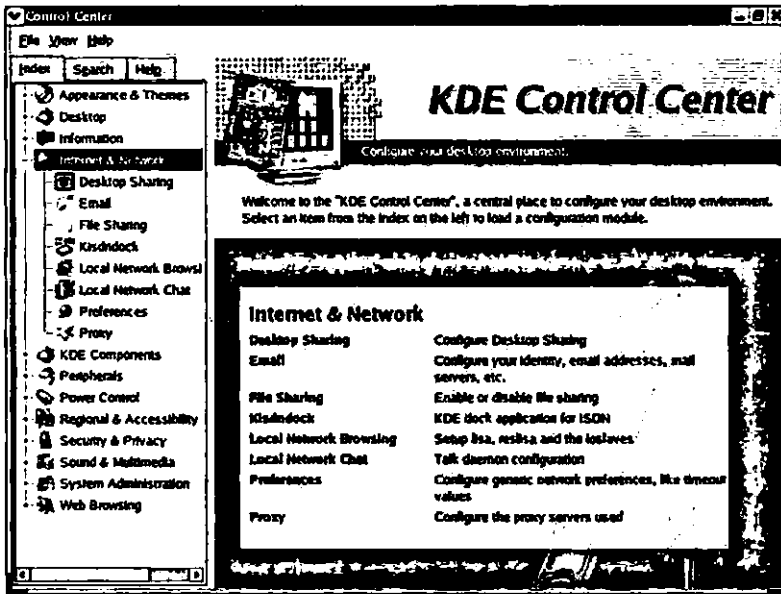 Control Center
File View Help
Index Search Help
Appearance & Themes
Desktop
Information
Internet & Network
Desktop Sharing
Email
File Sharing
Kisdndock
Local Network Browsi
Local Network Chat
Preferences
Proxy
KDE Components
Peripherals
Power Control
Regional & Accessibility
Security & Privacy
Sound & Multimedia
System Administration
Web Browsing
KDE Control Center
Configure your desktop environment.
Welcome to the "KDE Control Center", a central place to configure your desktop environment.
Select an item from the index on the left to load a configuration module.
Internet & Network
Desktop Sharing Configure Desktop Sharing
Email Configure your identity, email addresses, mail
servers, etc.
File Sharing Enable or disable file sharing
Kisdndock KDE dock application for ISDN
Local Network Browsing Setup lisa, reslisa and the ioslaves
Local Network Chat Talk daemon configuration
Preferences Configure generic network preferences, like timeout
values
Proxy Configure the proxy servers used